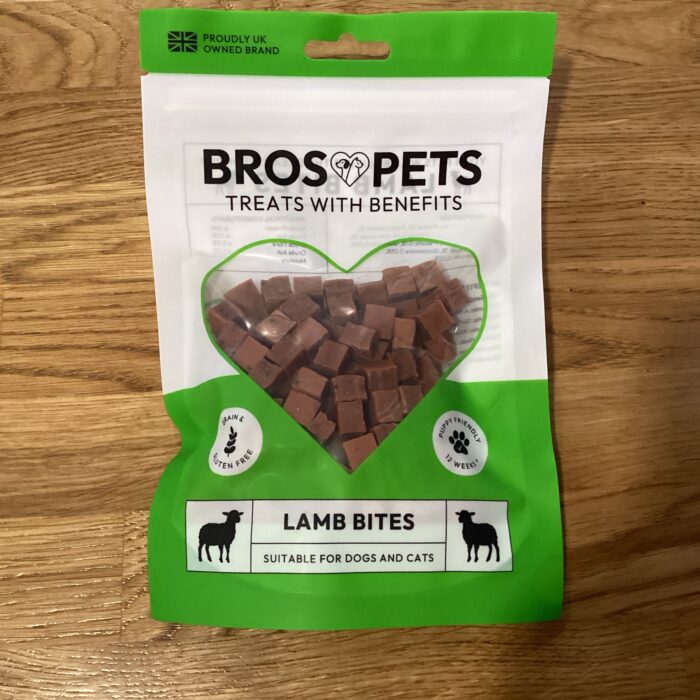 PROUDLY UK
OWNED BRAND
BROS PETS
TREATS WITH BENEFITS
GRAIN &
GLUTEN FREE
PUPPY FRIENDLY
12 WEEKS+
LAMB BITES
SUITABLE FOR DOGS AND CATS